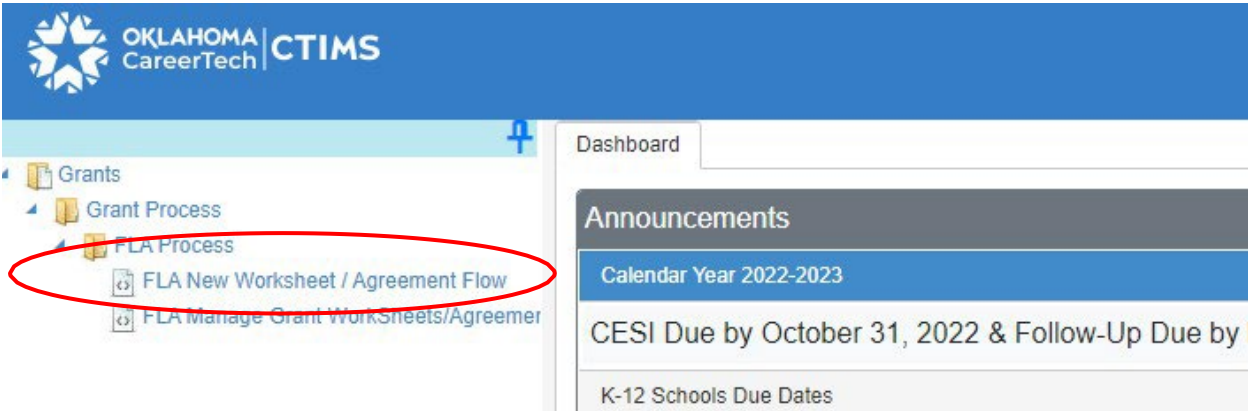 OKLAHOMA
CareerTech
CTIMS
Grants
Grant Process
FLA Process
FLA New Worksheet / Agreement Flow
FLA Manage Grant WorkSheets/Agreemer
Dashboard
Announcements
Calendar Year 2022-2023
CESI Due by October 31, 2022 & Follow-Up Due by
K-12 Schools Due Dates